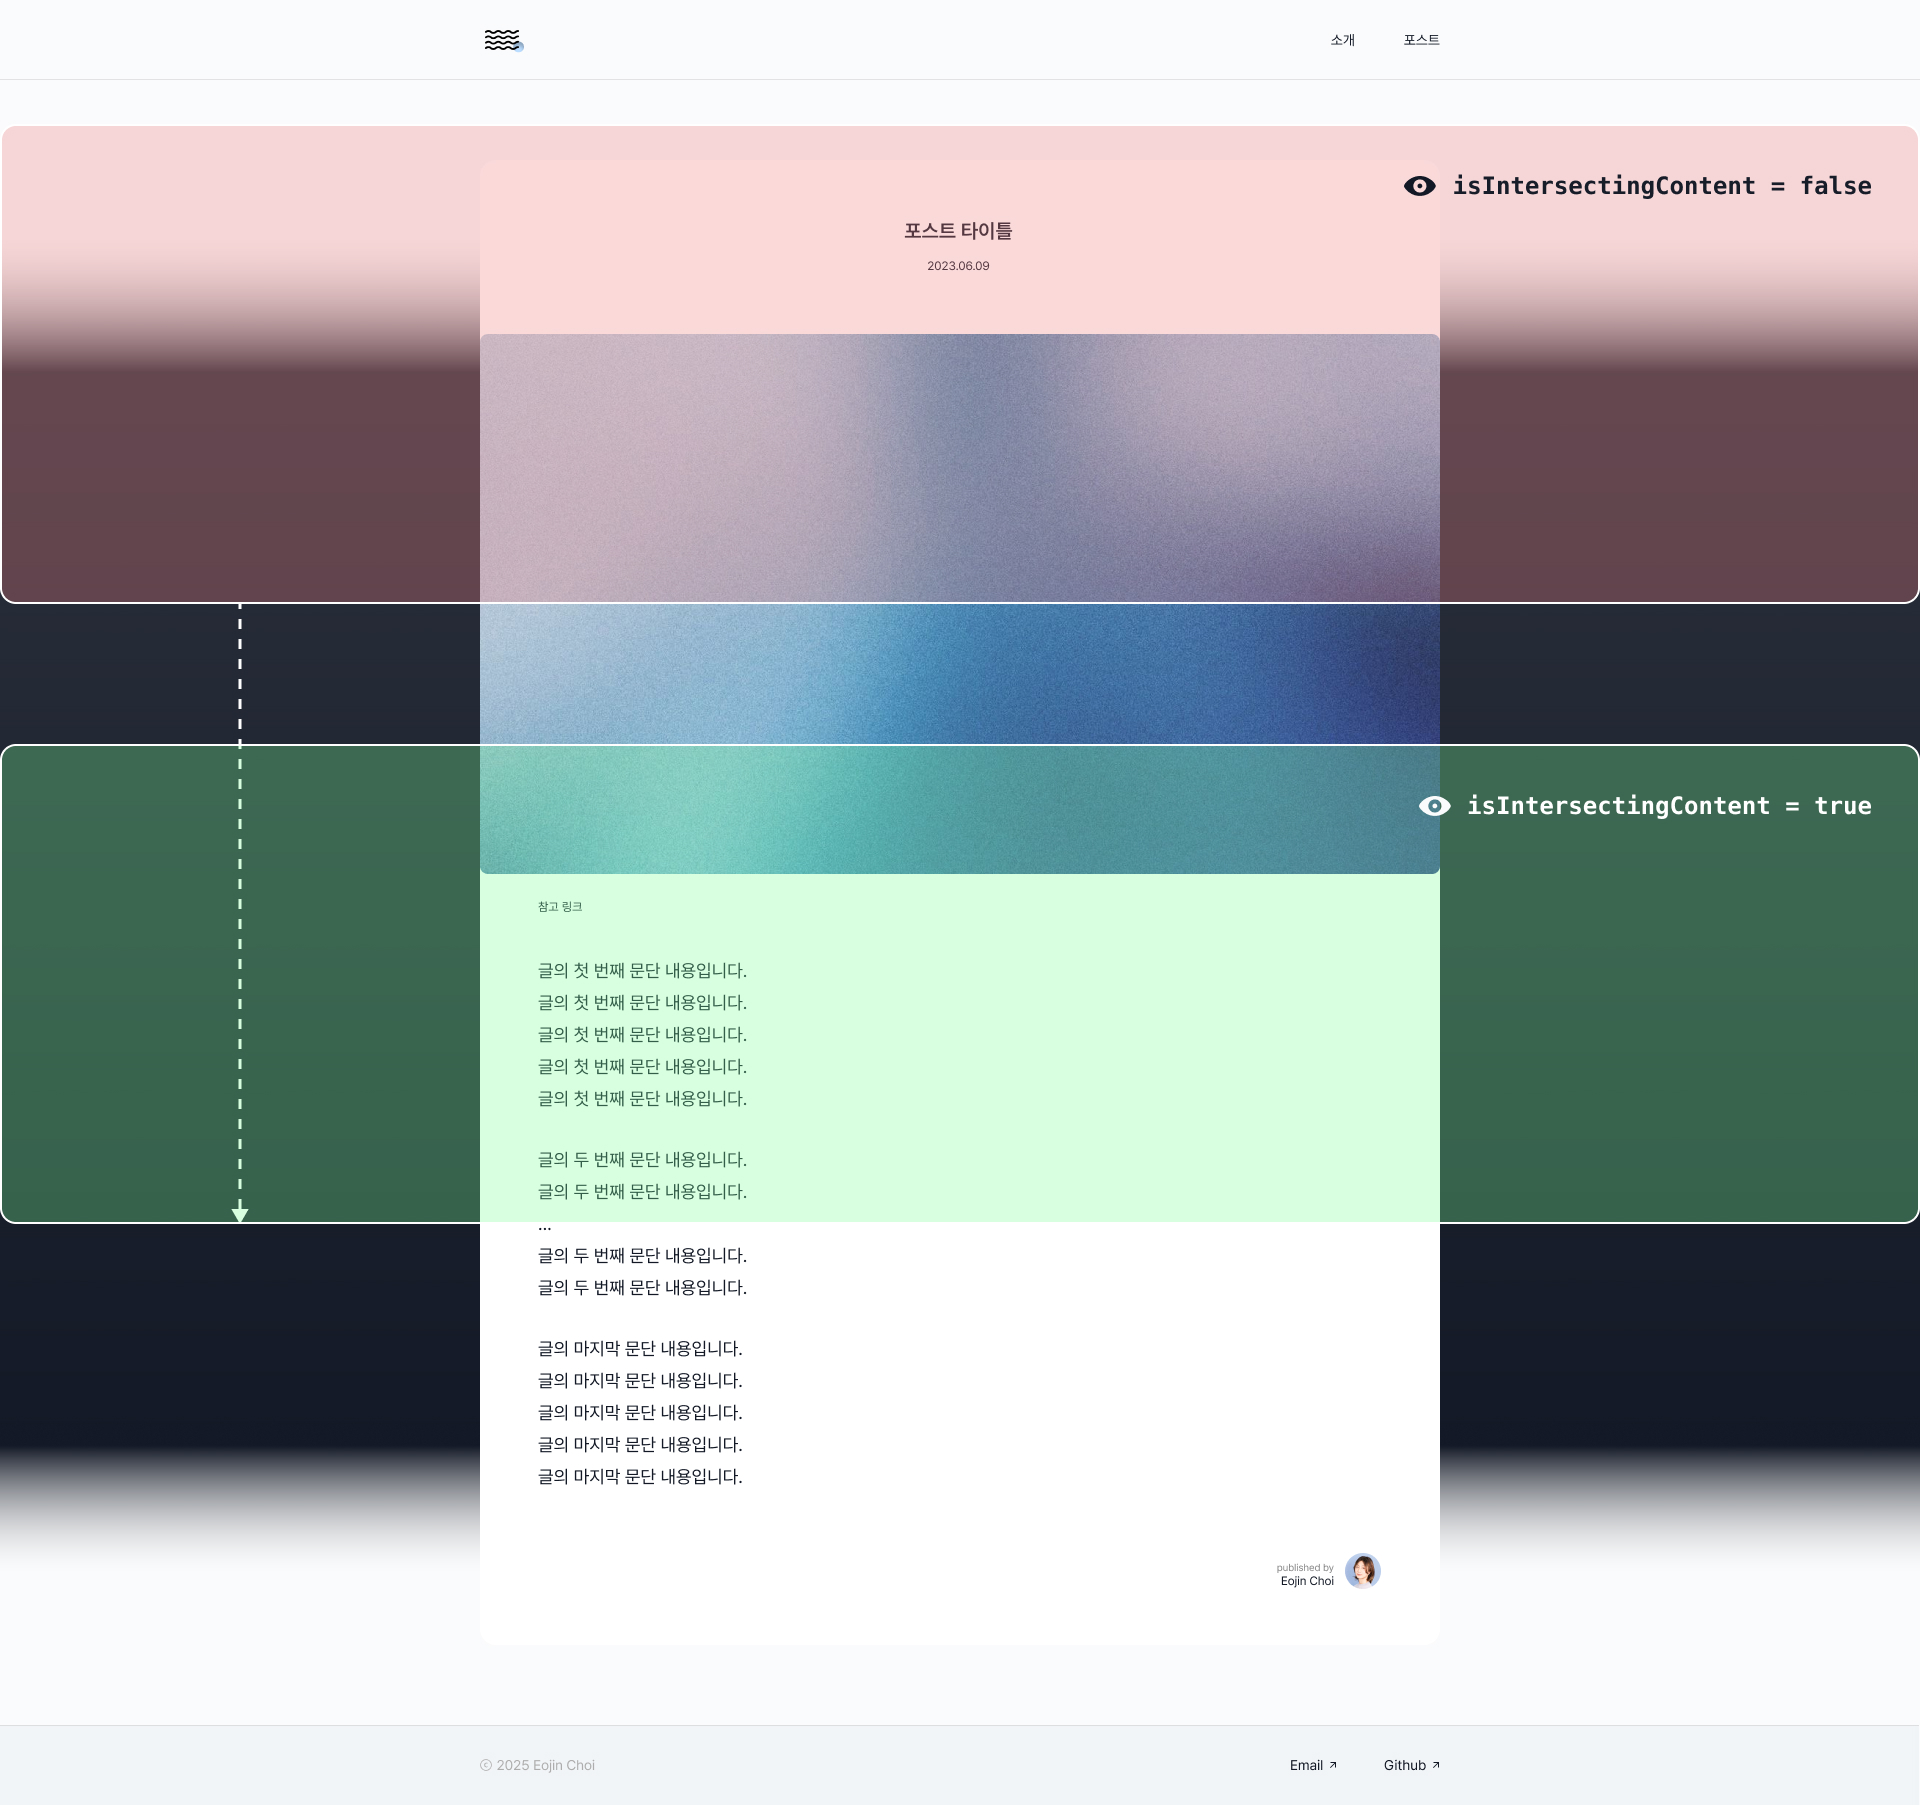 소개
포스트
isIntersectingContent = false
포스트 타이틀
2023.06.09
isIntersectingContent = true
참고 링크
글의 첫 번째 문단 내용입니다.
글의 첫 번째 문단 내용입니다.
글의 첫 번째 문단 내용입니다.
글의 첫 번째 문단 내용입니다.
글의 첫 번째 문단 내용입니다.
글의 두 번째 문단 내용입니다.
글의 두 번째 문단 내용입니다.
...
글의 두 번째 문단 내용입니다.
글의 두 번째 문단 내용입니다.
글의 마지막 문단 내용입니다.
글의 마지막 문단 내용입니다.
글의 마지막 문단 내용입니다.
글의 마지막 문단 내용입니다.
글의 마지막 문단 내용입니다.
published by
Eojin Choi
ⓒ 2025 Eojin Choi
Email ↗
Github ↗